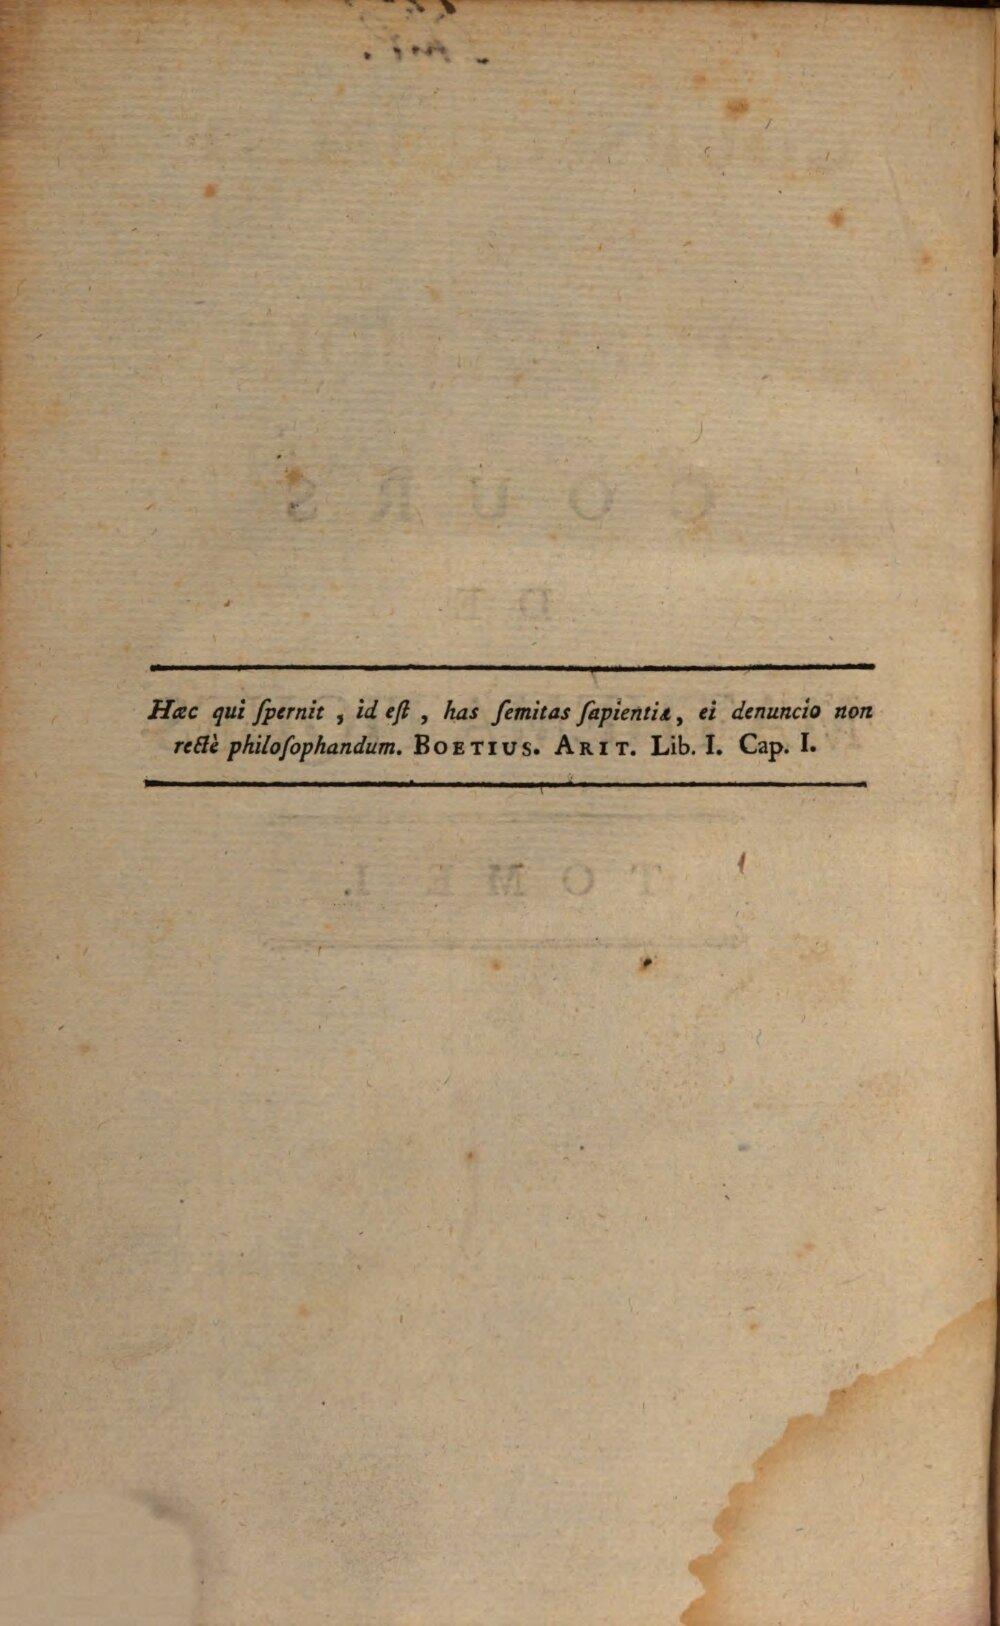 Hæc qui ſpernit , id eſt , has ſemitas ſapientiæ, ei denuncio non
rectè philoſophandum. BOETIUS. ARIT. Lib. I. Cap. I.